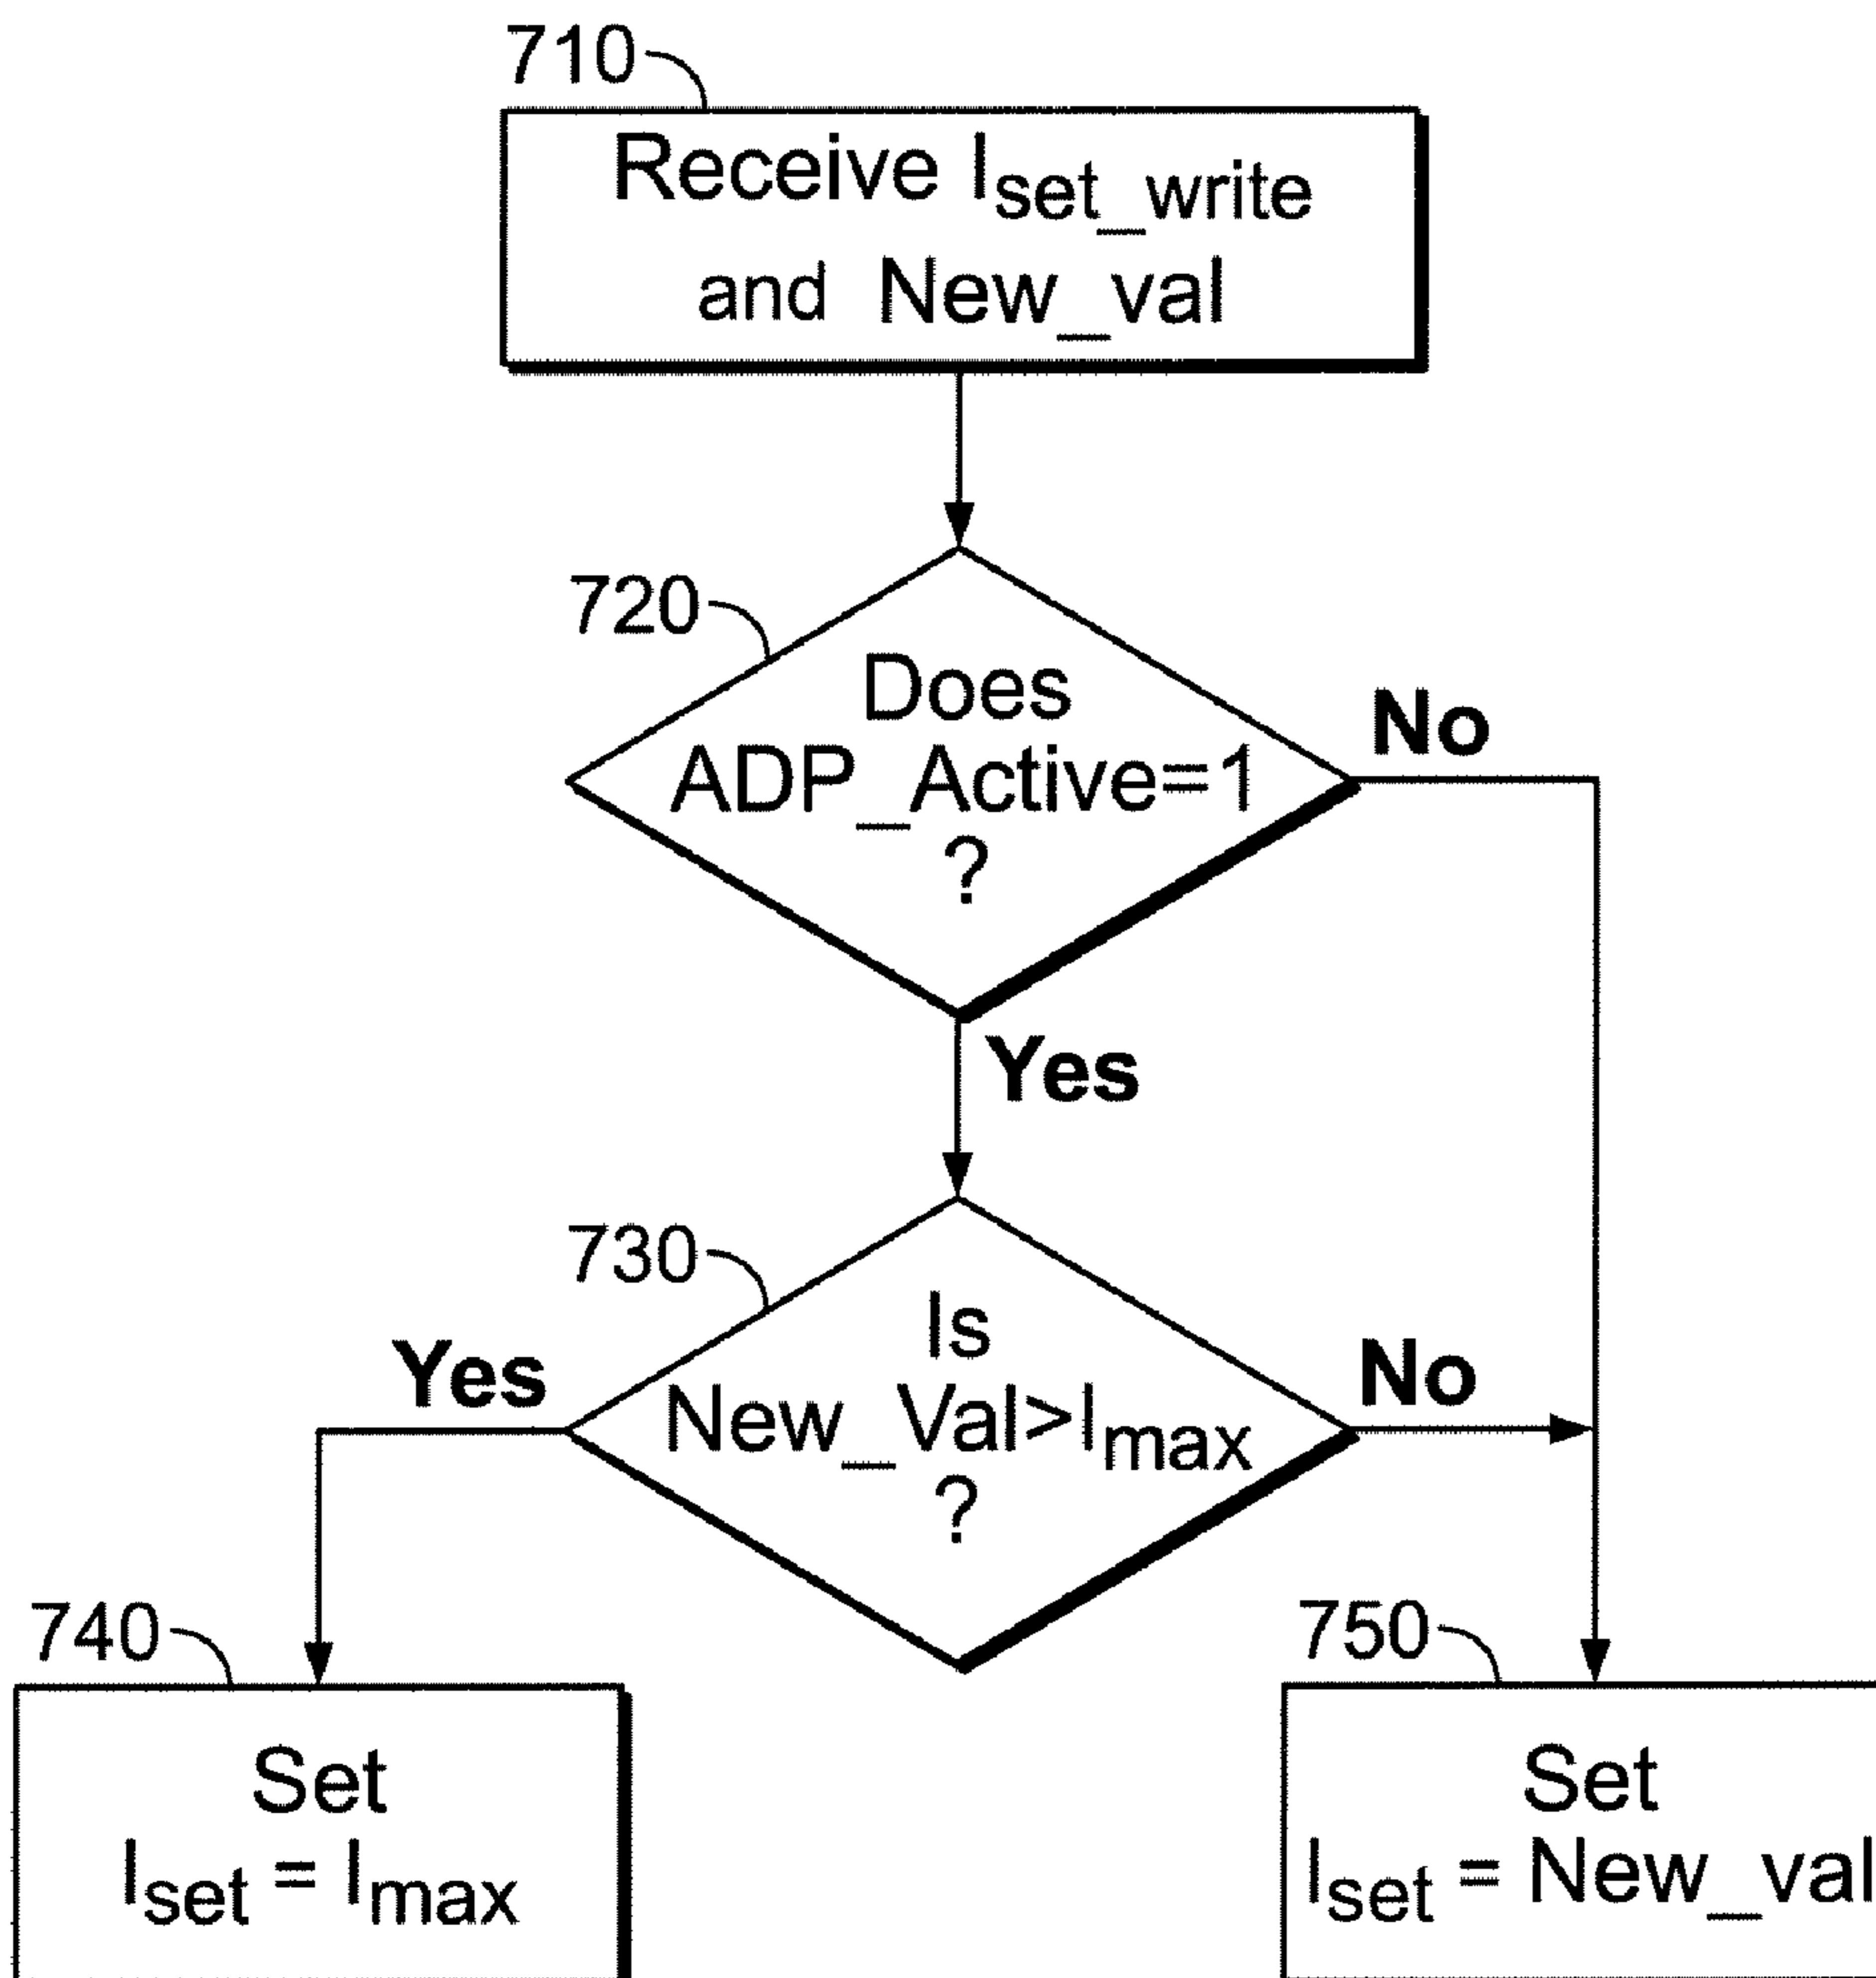 710
Receive Iset_write
and New_val
720
Does
ADP_Active=1
?
No
Yes
730
Is
New_Val>Imax
?
Yes
No
740
Set
Iset = Imax
750
Set
Iset = New_val